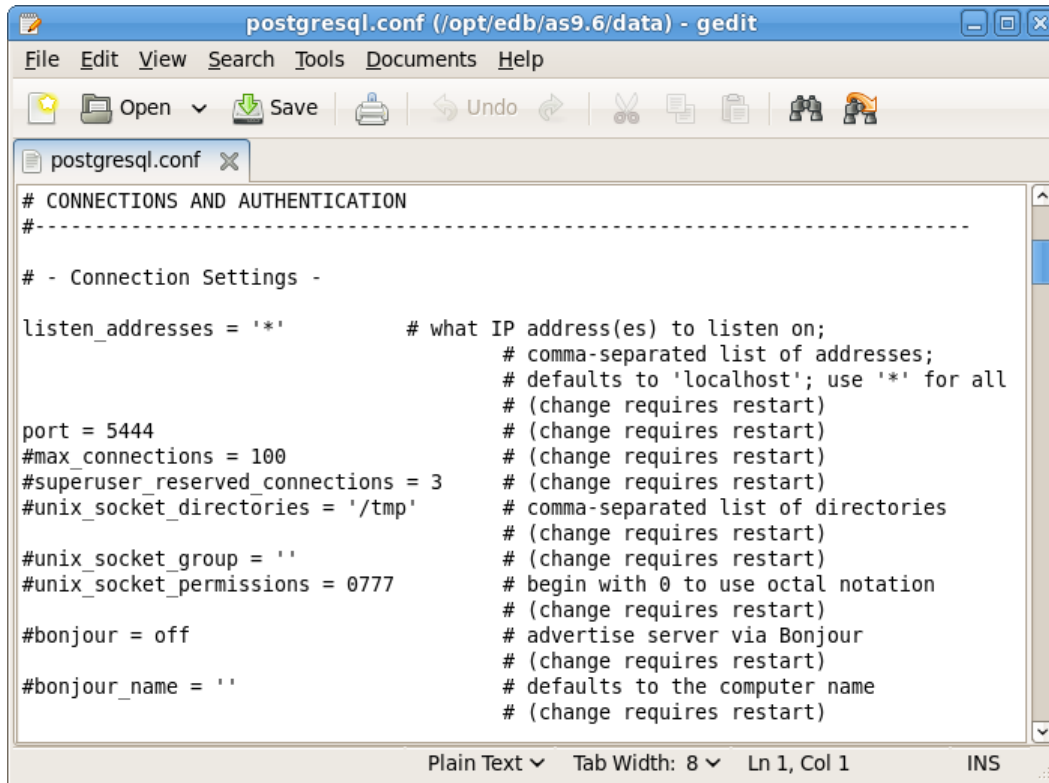 postgresql.conf (/opt/edb/as9.6/data) - gedit
File Edit View Search Tools Documents Help
Open Save Undo
postgresql.conf
# CONNECTIONS AND AUTHENTICATION
#------------------------------------------------------------------------------
# - Connection Settings -
listen_addresses = '*' # what IP address(es) to listen on;
# comma-separated list of addresses;
# defaults to 'localhost'; use '*' for all
# (change requires restart)
port = 5444 # (change requires restart)
#max_connections = 100 # (change requires restart)
#superuser_reserved_connections = 3 # (change requires restart)
#unix_socket_directories = '/tmp' # comma-separated list of directories
# (change requires restart)
#unix_socket_group = '' # (change requires restart)
#unix_socket_permissions = 0777 # begin with 0 to use octal notation
# (change requires restart)
#bonjour = off # advertise server via Bonjour
# (change requires restart)
#bonjour_name = '' # defaults to the computer name
# (change requires restart)
Plain Text Tab Width: 8 Ln 1, Col 1 INS